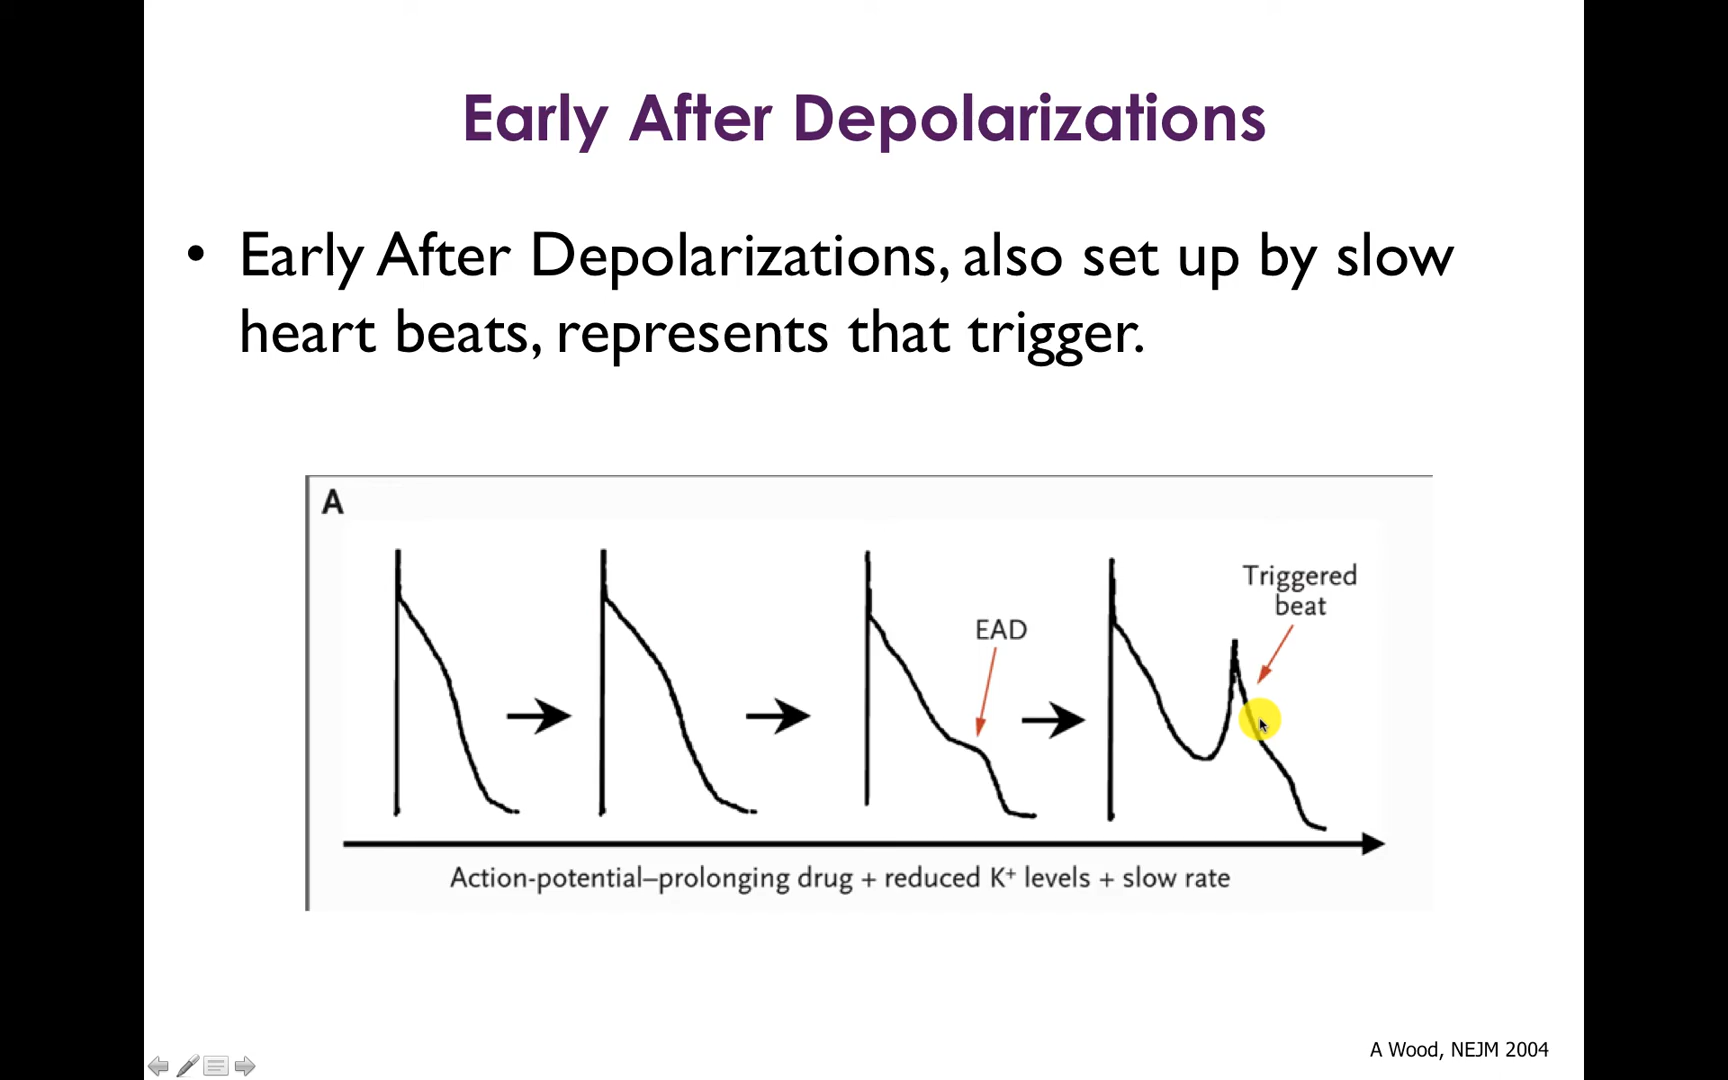 Early After Depolarizations
• Early After Depolarizations, also set up by slow
heart beats, represents that trigger.
A
Triggered
beat
EAD
Action-potential–prolonging drug + reduced K⁺ levels + slow rate
A Wood, NEJM 2004